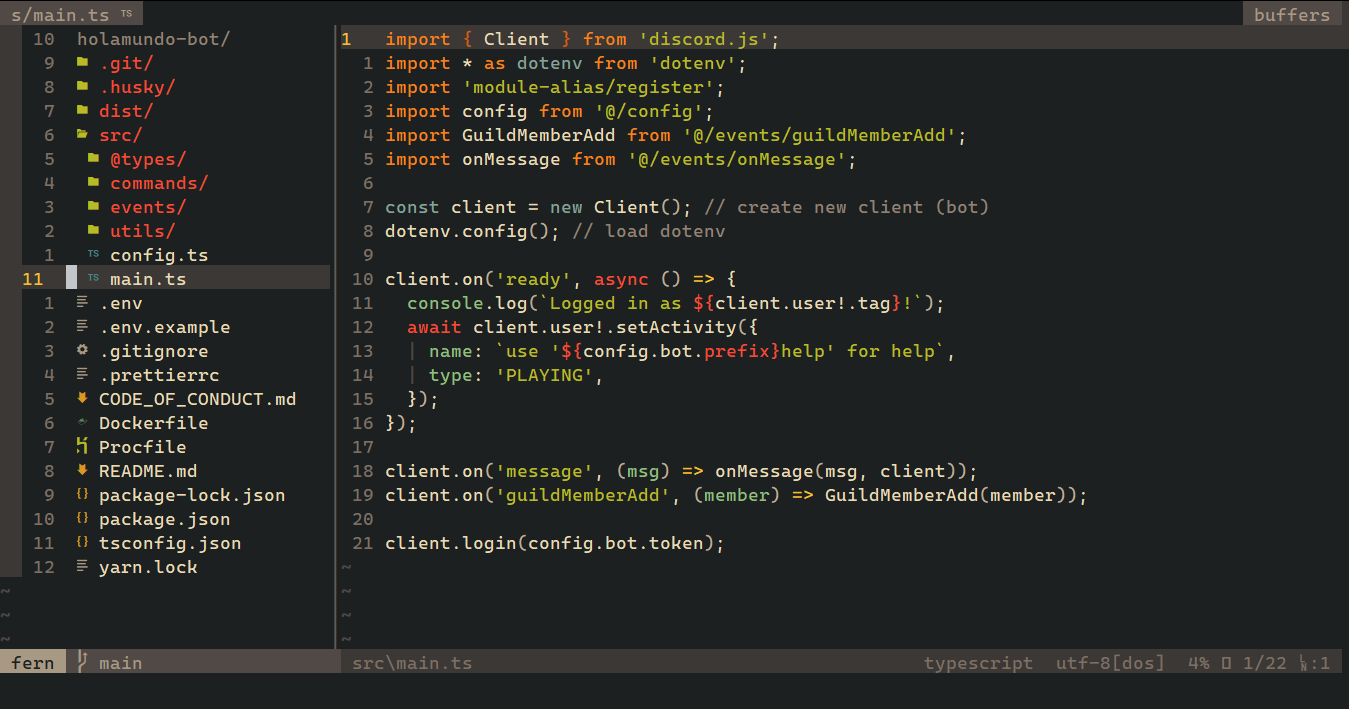 s/main.ts TS buffers
10 holamundo-bot/
9 .git/
8 .husky/
7 dist/
6 src/
5 @types/
4 commands/
3 events/
2 utils/
1 TS config.ts
11 TS main.ts
1 .env
2 .env.example
3 .gitignore
4 .prettierrc
5 CODE_OF_CONDUCT.md
6 Dockerfile
7 Procfile
8 README.md
9 {} package-lock.json
10 {} package.json
11 {} tsconfig.json
12 yarn.lock
~
~
~
1 import { Client } from 'discord.js';
1 import * as dotenv from 'dotenv';
2 import 'module-alias/register';
3 import config from '@/config';
4 import GuildMemberAdd from '@/events/guildMemberAdd';
5 import onMessage from '@/events/onMessage';
6
7 const client = new Client(); // create new client (bot)
8 dotenv.config(); // load dotenv
9
10 client.on('ready', async () => {
11   console.log(`Logged in as ${client.user!.tag}!`);
12   await client.user!.setActivity({
13   | name: `use '${config.bot.prefix}help' for help`,
14   | type: 'PLAYING',
15   });
16 });
17
18 client.on('message', (msg) => onMessage(msg, client));
19 client.on('guildMemberAdd', (member) => GuildMemberAdd(member));
20
21 client.login(config.bot.token);
~
~
~
~
fern main src\main.ts typescript utf-8[dos] 4% 1/22 :1